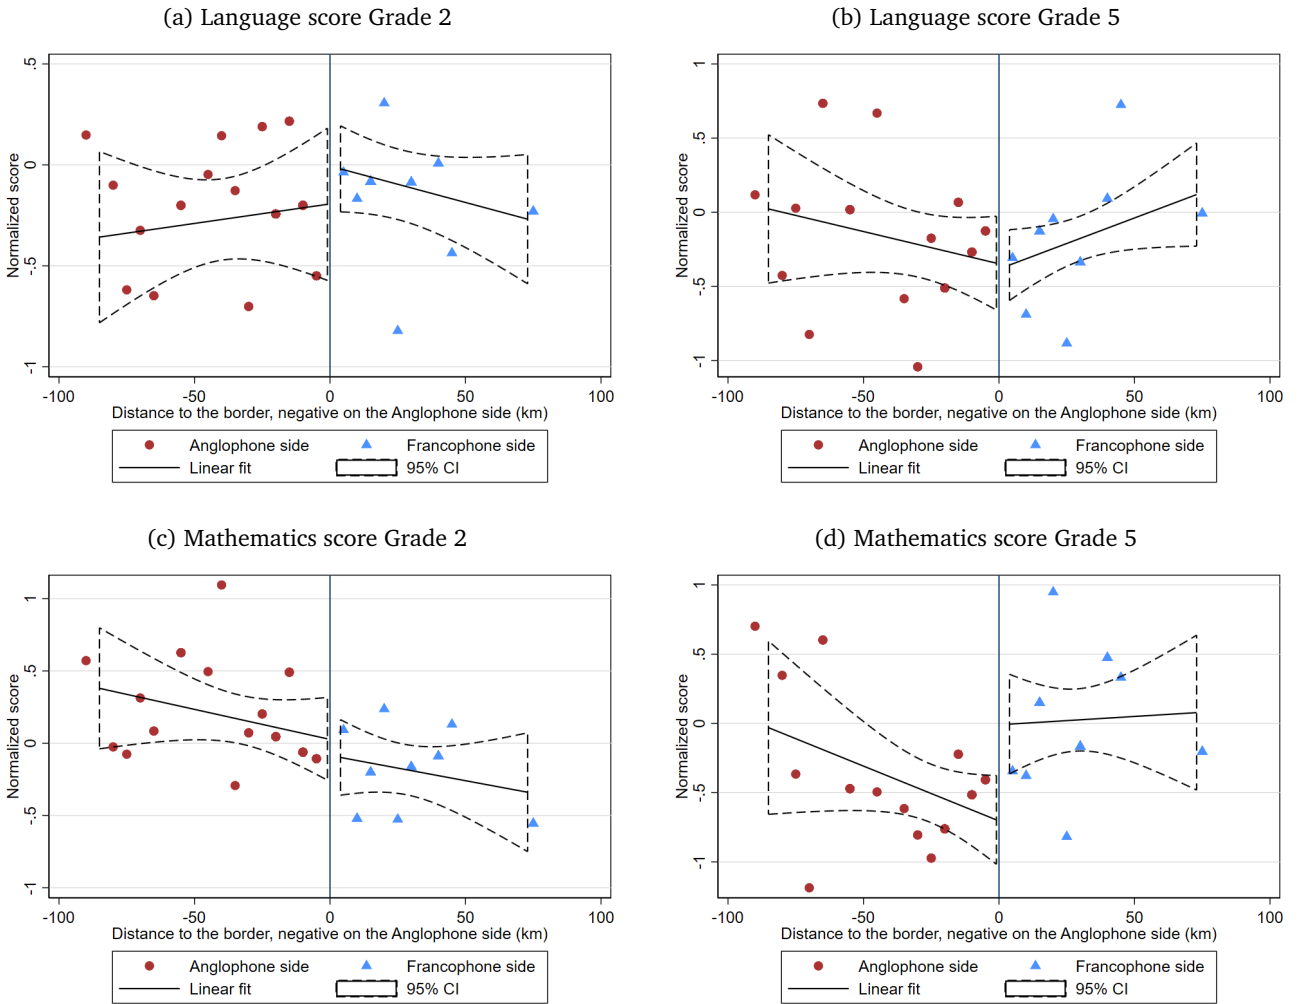 (a) Language score Grade 2
Normalized score
.5
0
-.5
-1
-100 -50 0 50 100
Distance to the border, negative on the Anglophone side (km)
Anglophone side Francophone side
Linear fit 95% CI
(b) Language score Grade 5
Normalized score
1
.5
0
-.5
-1
-100 -50 0 50 100
Distance to the border, negative on the Anglophone side (km)
Anglophone side Francophone side
Linear fit 95% CI
(c) Mathematics score Grade 2
Normalized score
1
.5
0
-.5
-1
-100 -50 0 50 100
Distance to the border, negative on the Anglophone side (km)
Anglophone side Francophone side
Linear fit 95% CI
(d) Mathematics score Grade 5
Normalized score
1
.5
0
-.5
-1
-100 -50 0 50 100
Distance to the border, negative on the Anglophone side (km)
Anglophone side Francophone side
Linear fit 95% CI